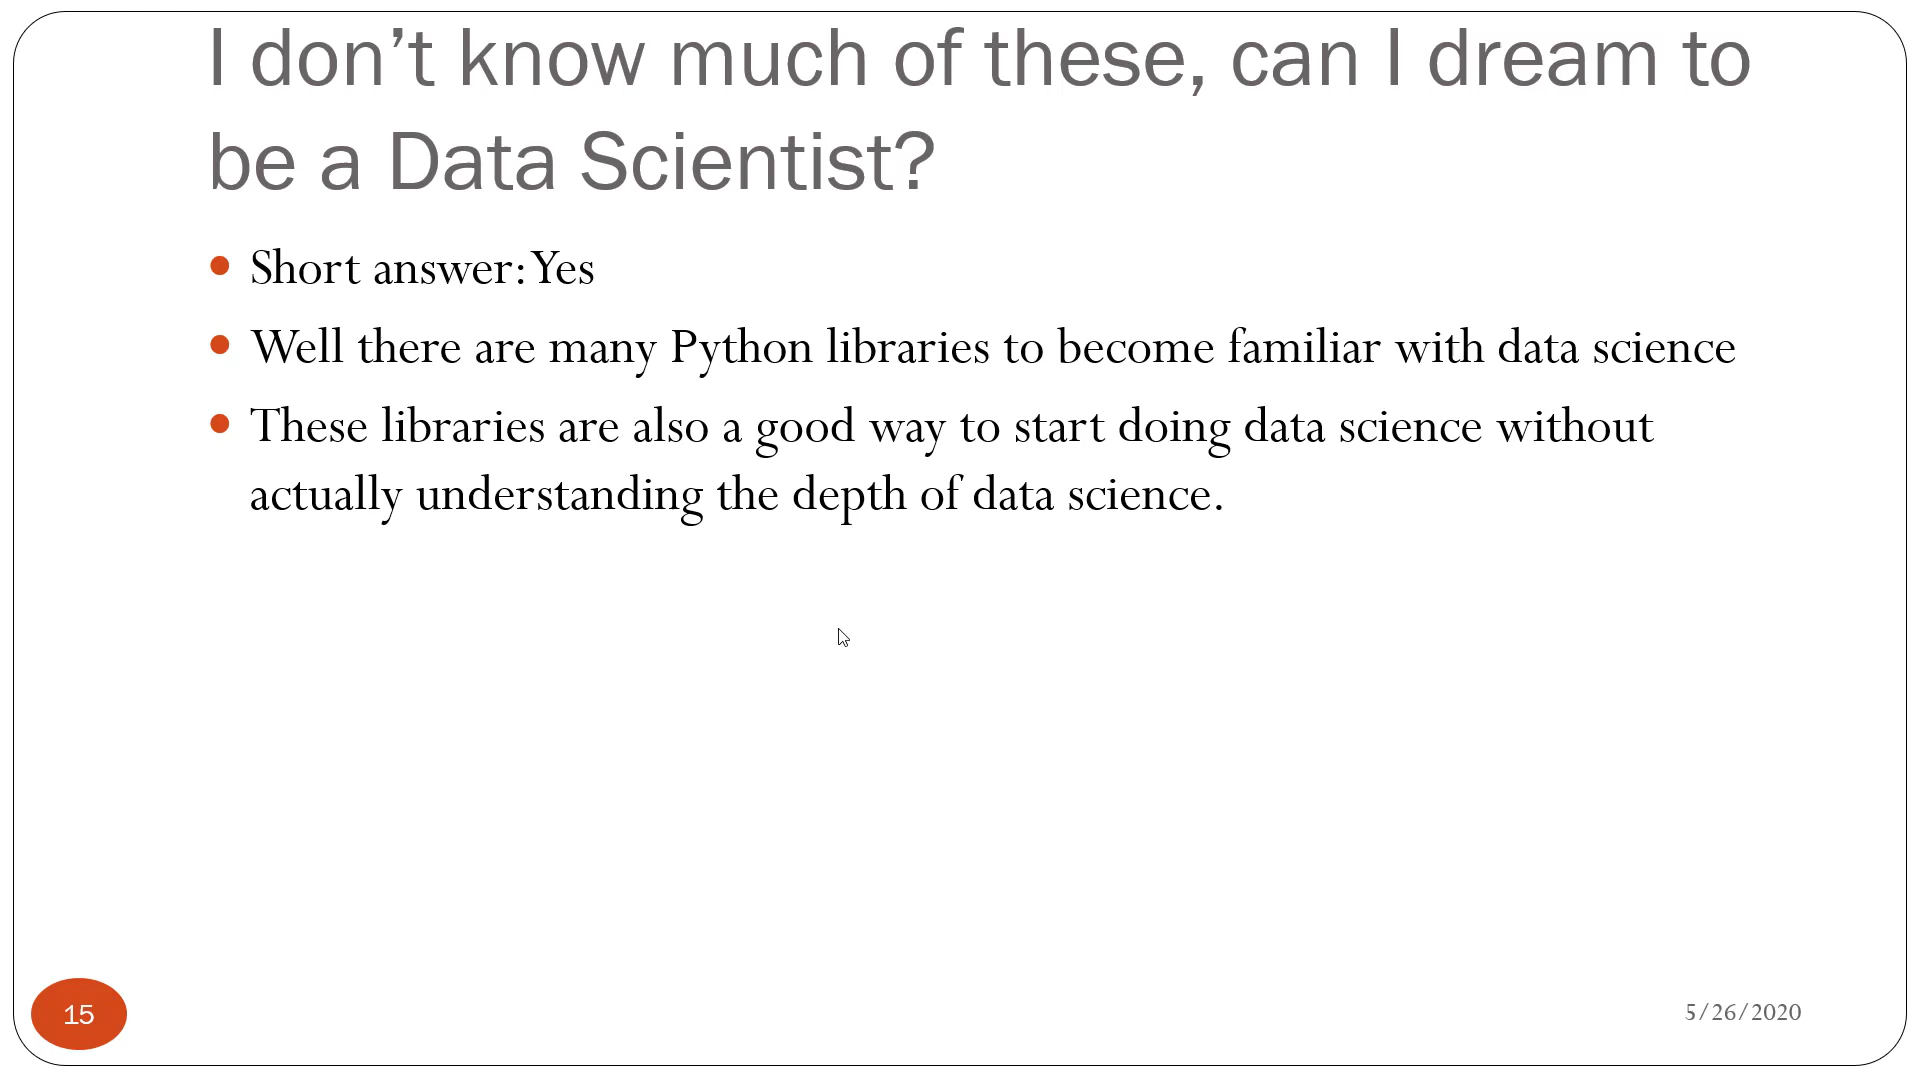 I don’t know much of these, can I dream to
be a Data Scientist?
Short answer: Yes
Well there are many Python libraries to become familiar with data science
These libraries are also a good way to start doing data science without
actually understanding the depth of data science.
15
5/26/2020